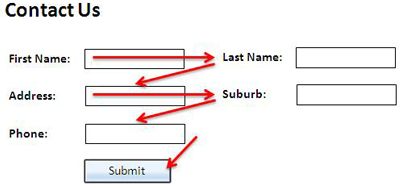 Contact Us
First Name: Last Name:
Address: Suburb:
Phone:
Submit